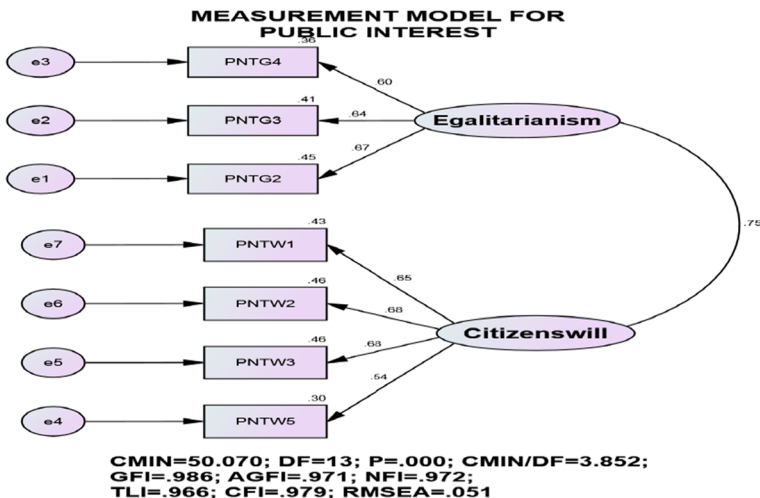 MEASUREMENT MODEL FOR
PUBLIC INTEREST
.36
e3
PNTG4
.60
.41
e2
PNTG3
.64
Egalitarianism
.67
.45
e1
PNTG2
.75
.43
e7
PNTW1
.65
.46
e6
PNTW2
.68
Citizenswill
.46
e5
PNTW3
.68
.54
.30
e4
PNTW5
CMIN=50.070; DF=13; P=.000; CMIN/DF=3.852;
GFI=.986; AGFI=.971; NFI=.972;
TLI=.966; CFI=.979; RMSEA=.051